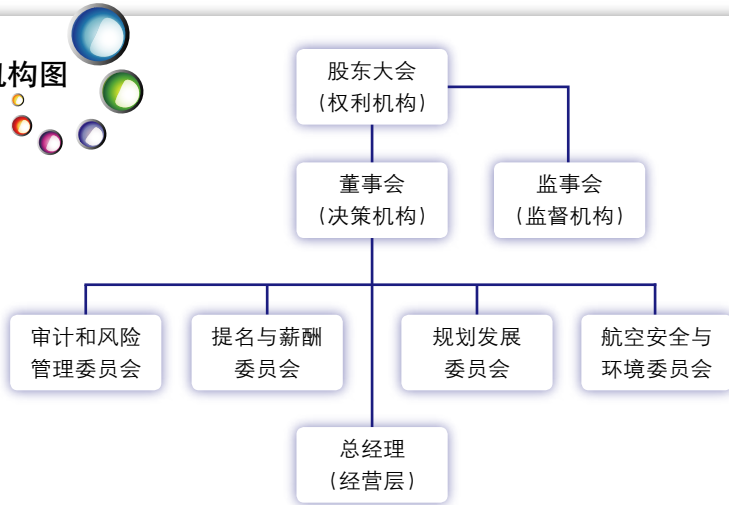 机构图
股东大会
（权利机构）
董事会
（决策机构）
监事会
（监督机构）
审计和风险
管理委员会
提名与薪酬
委员会
规划发展
委员会
航空安全与
环境委员会
总经理
（经营层）